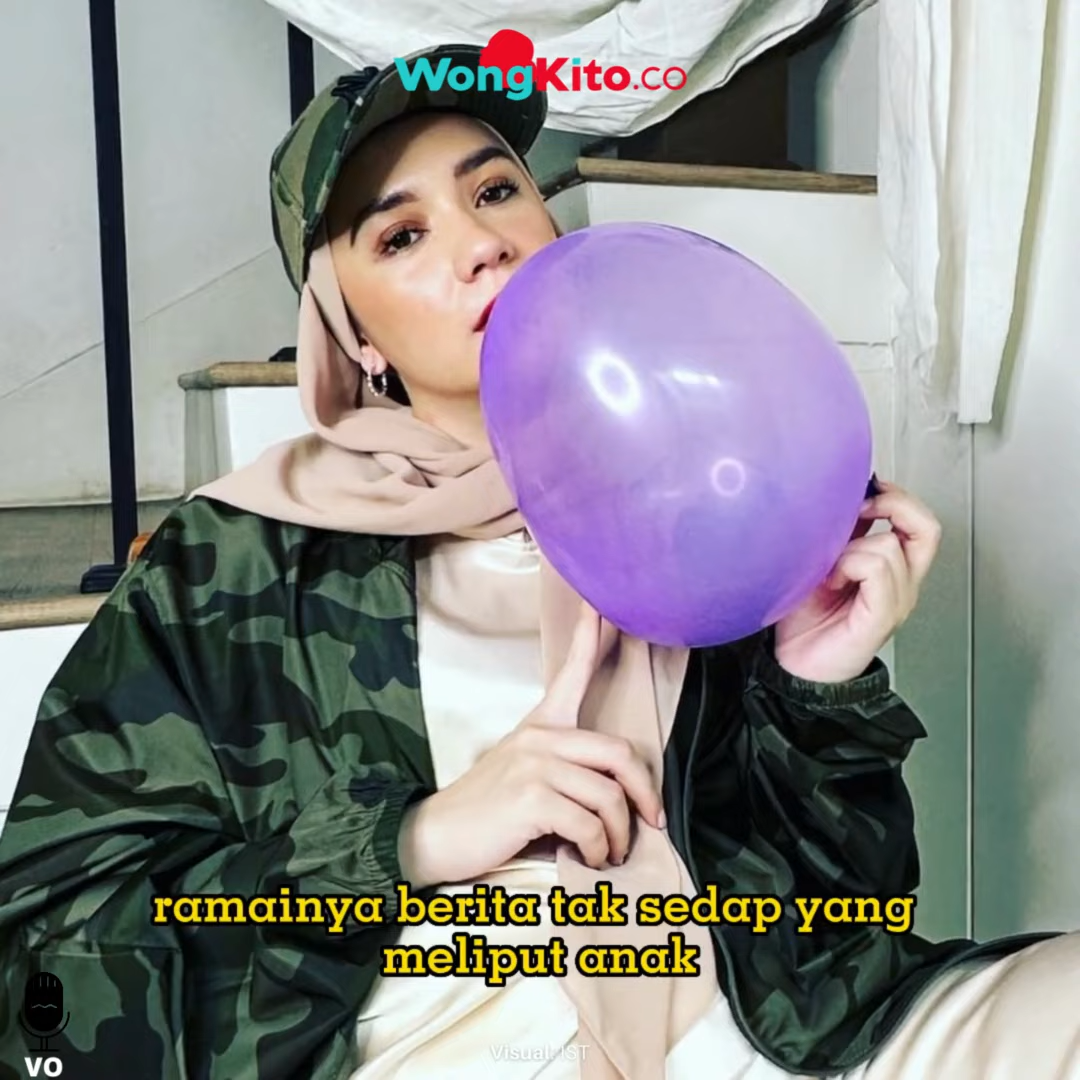 WongKito.co
ramainya berita tak sedap yang
meliput anak
Visual: IST
VO